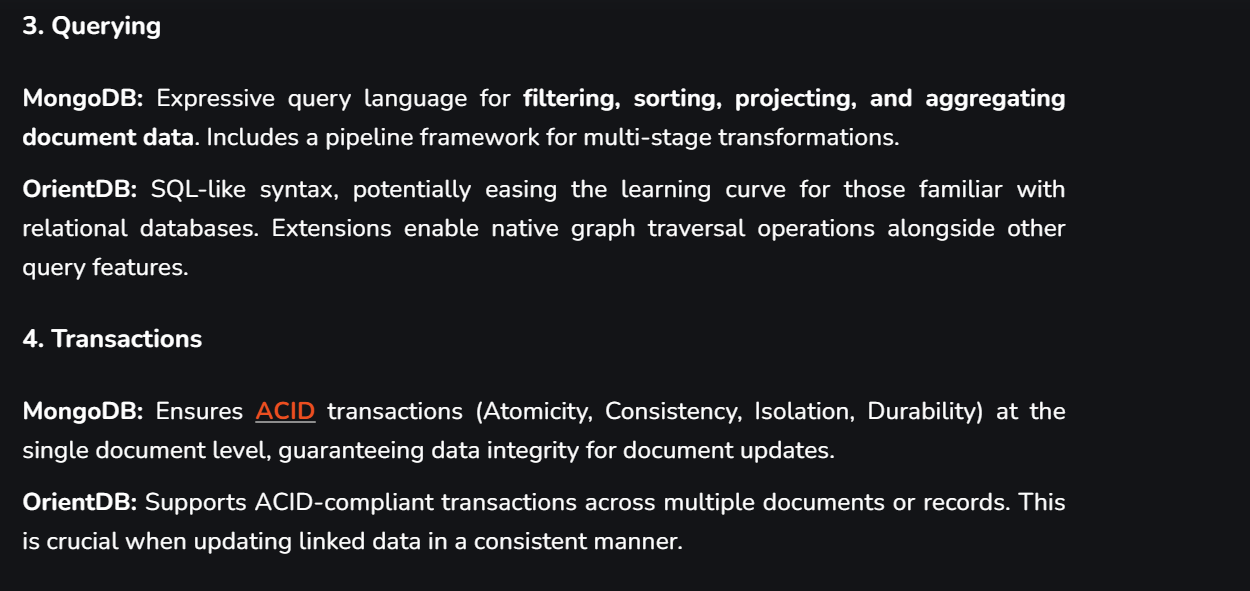 3. Querying
MongoDB: Expressive query language for filtering, sorting, projecting, and aggregating
document data. Includes a pipeline framework for multi-stage transformations.
OrientDB: SQL-like syntax, potentially easing the learning curve for those familiar with
relational databases. Extensions enable native graph traversal operations alongside other
query features.
4. Transactions
MongoDB: Ensures ACID transactions (Atomicity, Consistency, Isolation, Durability) at the
single document level, guaranteeing data integrity for document updates.
OrientDB: Supports ACID-compliant transactions across multiple documents or records. This
is crucial when updating linked data in a consistent manner.